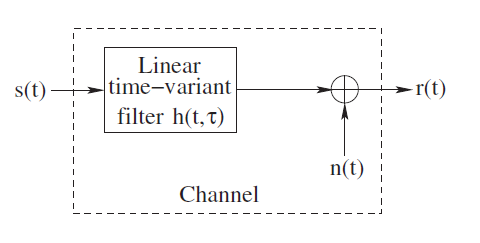 Linear
s(t) time–variant r(t)
filter h(t,τ)
n(t)
Channel